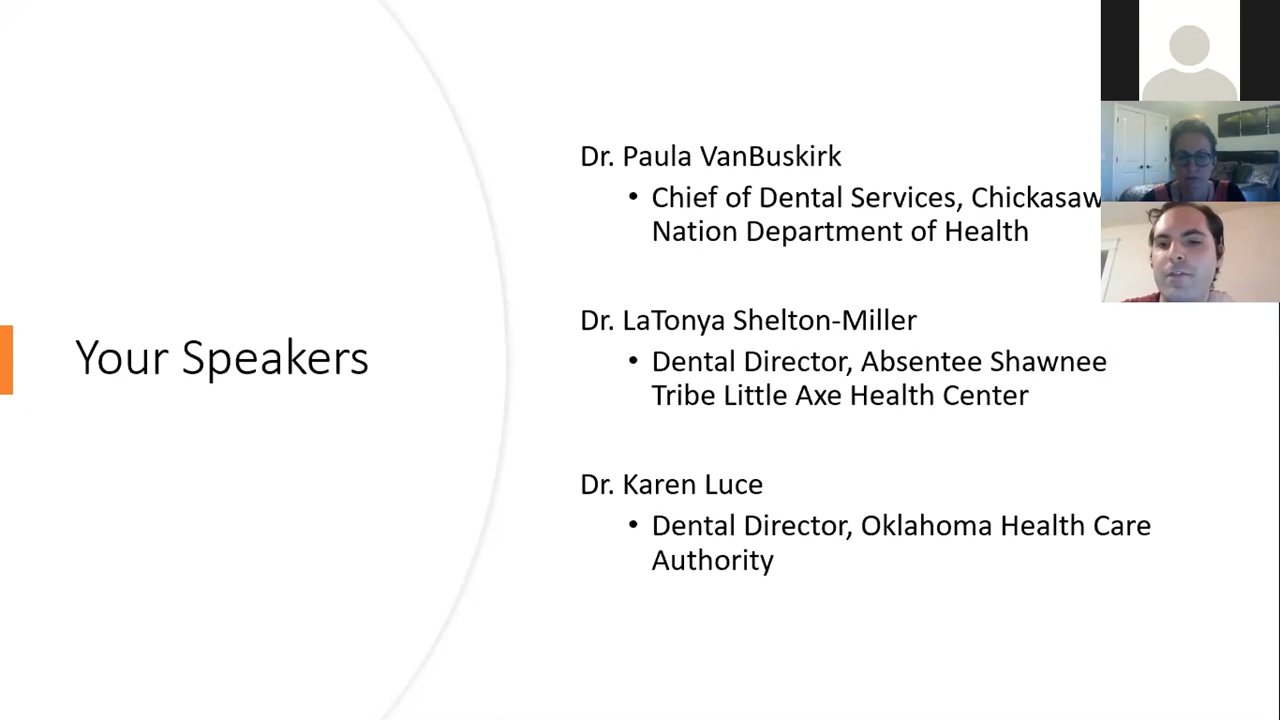 Your Speakers
Dr. Paula VanBuskirk
• Chief of Dental Services, Chickasaw
Nation Department of Health
Dr. LaTonya Shelton-Miller
• Dental Director, Absentee Shawnee
Tribe Little Axe Health Center
Dr. Karen Luce
• Dental Director, Oklahoma Health Care
Authority